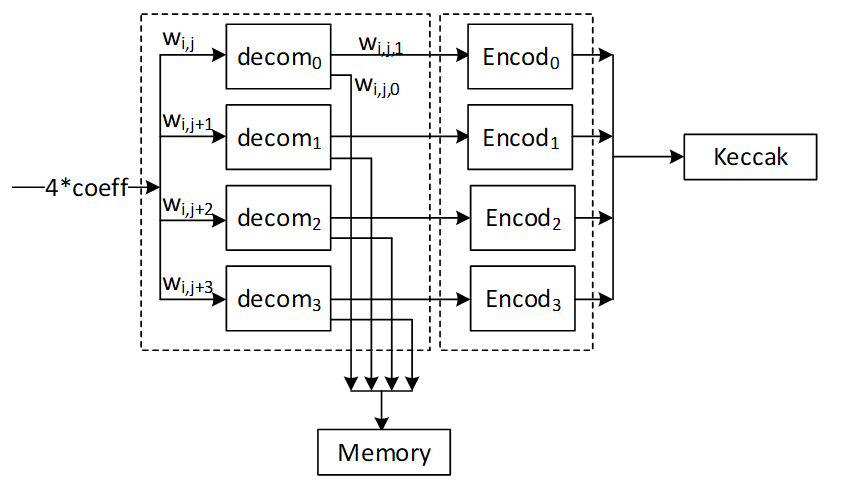 w_{i,j} decom_0 w_{i,j,1} Encod_0
w_{i,j,0}
w_{i,j+1} decom_1 Encod_1
Keccak
4*coeff
w_{i,j+2} decom_2 Encod_2
w_{i,j+3} decom_3 Encod_3
Memory